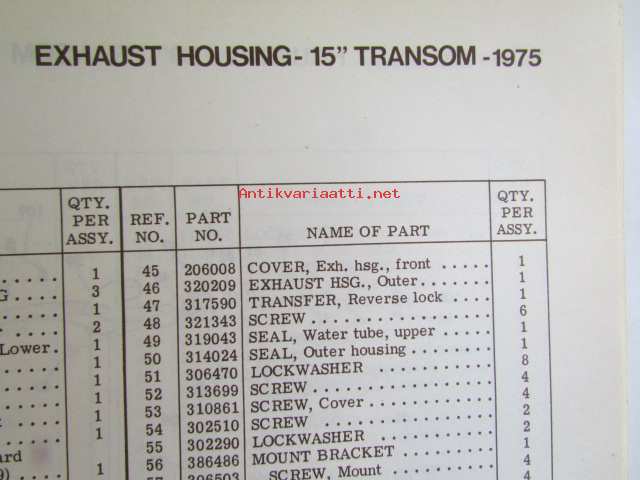 EXHAUST HOUSING - 15" TRANSOM - 1975
Antikvariaatti.net
QTY. PER ASSY. REF. NO. PART NO. NAME OF PART QTY. PER ASSY.
1 45 206008 COVER, Exh. hsg., front ..... 1
G .... 3 46 320209 EXHAUST HSG., Outer ..... 1
1 47 317590 TRANSFER, Reverse lock .... 1
2 48 321343 SCREW .......... 6
Lower. 1 49 319043 SEAL, Water tube, upper ..... 1
1 50 314024 SEAL, Outer housing ....... 1
1 51 306470 LOCKWASHER ........ 8
1 52 313699 SCREW .......... 4
1 53 310861 SCREW, Cover ......... 4
1 54 302510 SCREW ......... 2
55 302290 LOCKWASHER ........ 2
ard 56 386486 MOUNT BRACKET ....... 1
9) .... 1 306503 SCREW, Mount ....... 4
4